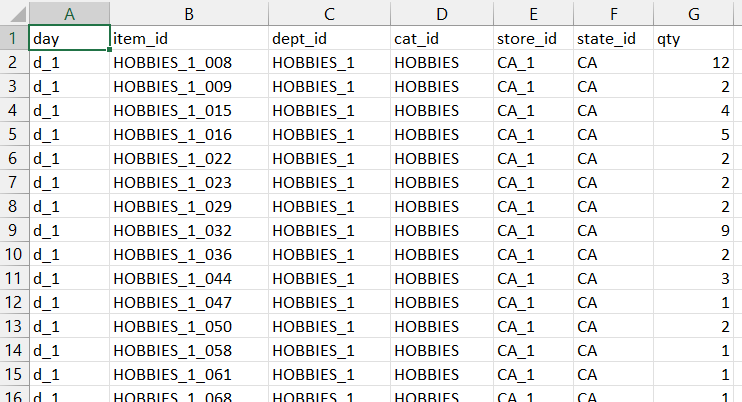 A B C D E F G
1 day item_id dept_id cat_id store_id state_id qty
2 d_1 HOBBIES_1_008 HOBBIES_1 HOBBIES CA_1 CA 12
3 d_1 HOBBIES_1_009 HOBBIES_1 HOBBIES CA_1 CA 2
4 d_1 HOBBIES_1_015 HOBBIES_1 HOBBIES CA_1 CA 4
5 d_1 HOBBIES_1_016 HOBBIES_1 HOBBIES CA_1 CA 5
6 d_1 HOBBIES_1_022 HOBBIES_1 HOBBIES CA_1 CA 2
7 d_1 HOBBIES_1_023 HOBBIES_1 HOBBIES CA_1 CA 2
8 d_1 HOBBIES_1_029 HOBBIES_1 HOBBIES CA_1 CA 2
9 d_1 HOBBIES_1_032 HOBBIES_1 HOBBIES CA_1 CA 9
10 d_1 HOBBIES_1_036 HOBBIES_1 HOBBIES CA_1 CA 2
11 d_1 HOBBIES_1_044 HOBBIES_1 HOBBIES CA_1 CA 3
12 d_1 HOBBIES_1_047 HOBBIES_1 HOBBIES CA_1 CA 1
13 d_1 HOBBIES_1_050 HOBBIES_1 HOBBIES CA_1 CA 2
14 d_1 HOBBIES_1_058 HOBBIES_1 HOBBIES CA_1 CA 1
15 d_1 HOBBIES_1_061 HOBBIES_1 HOBBIES CA_1 CA 1
16 d_1 HOBBIES_1_068 HOBBIES_1 HOBBIES CA_1 CA 1